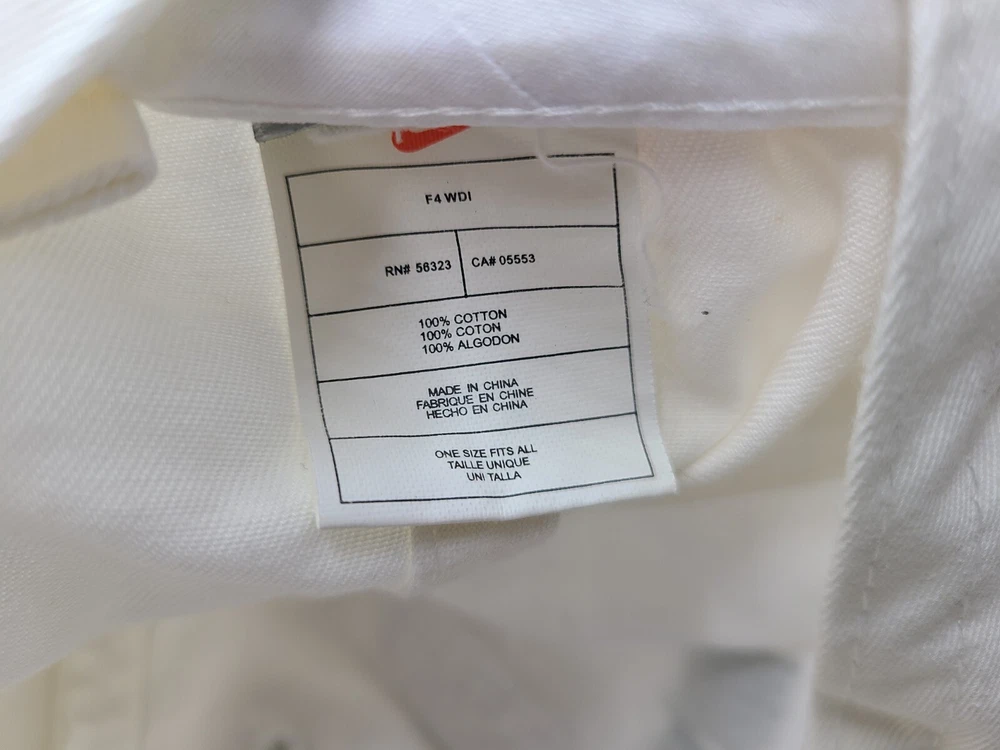 F4 WDI
RN# 56323
CA# 05553
100% COTTON
100% COTON
100% ALGODON
MADE IN CHINA
FABRIQUE EN CHINE
HECHO EN CHINA
ONE SIZE FITS ALL
TAILLE UNIQUE
UNI TALLA